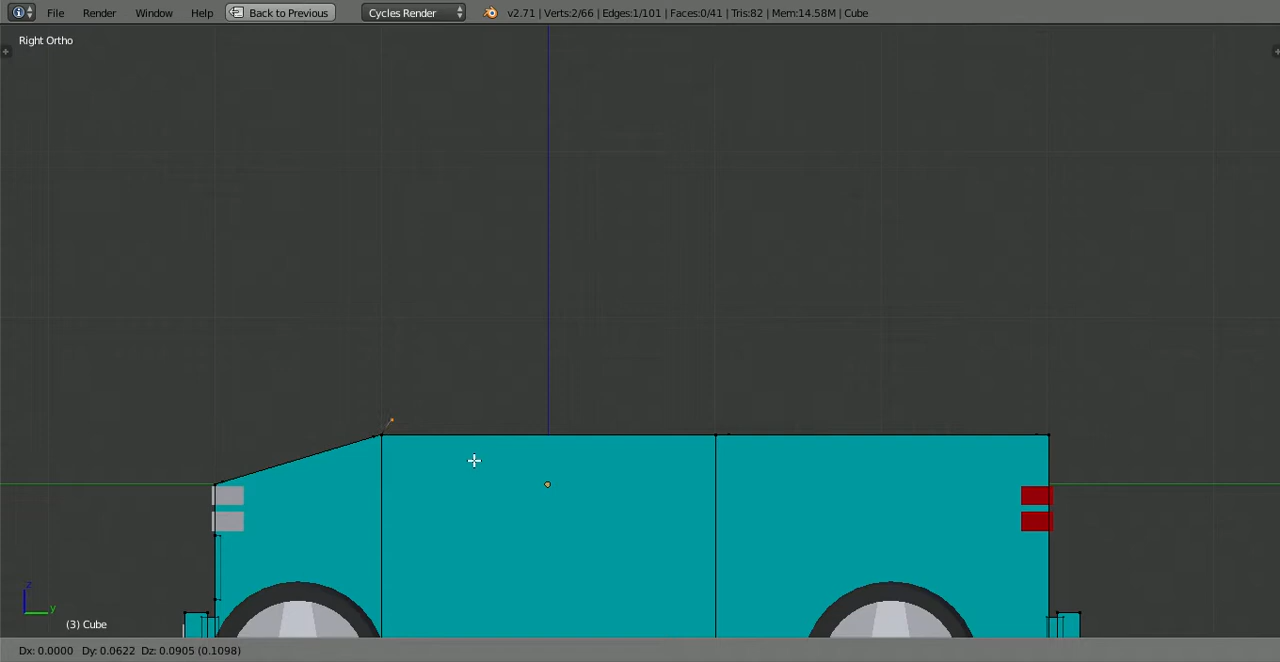 File Render Window Help Back to Previous Cycles Render v2.71 | Verts:2/66 | Edges:1/101 | Faces:0/41 | Tris:82 | Mem:14.58M | Cube
Right Ortho
z
y
(3) Cube
Dx: 0.0000 Dy: 0.0622 Dz: 0.0905 (0.1098)